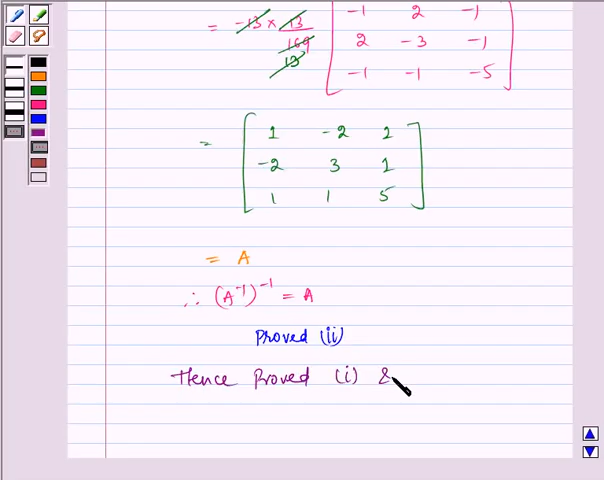 = -13 × 13/169 [-1 2 -1
2 -3 -1
-1 -1 -5]
13
= [1 -2 1
-2 3 1
1 1 5]
= A
∴ (A⁻¹)⁻¹ = A
Proved (ii)
Hence Proved (i) &